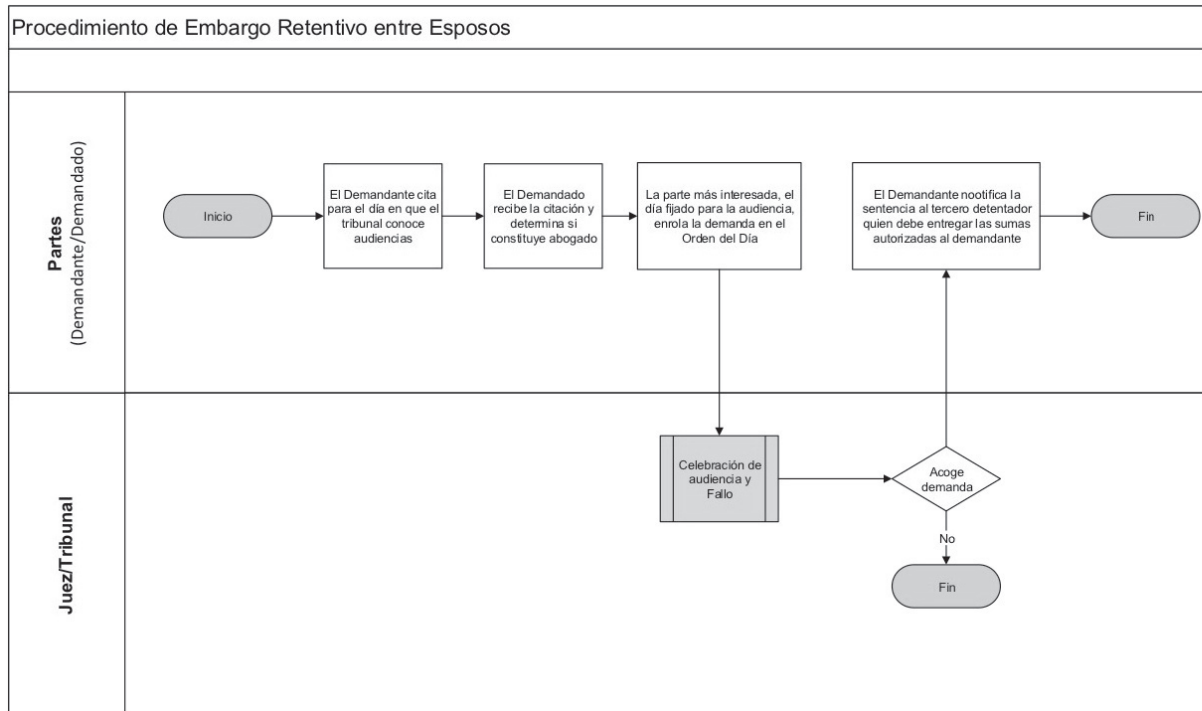 Procedimiento de Embargo Retentivo entre Esposos
Partes
(Demandante/Demandado)
Inicio
El Demandante cita
para el día en que el
tribunal conoce
audiencias
El Demandado
recibe la citación y
determina si
constituye abogado
La parte más interesada, el
día fijado para la audiencia,
enrola la demanda en el
Orden del Día
El Demandante nootifica la
sentencia al tercero detentador
quien debe entregar las sumas
autorizadas al demandante
Fin
Juez/Tribunal
Celebración de
audiencia y
Fallo
Acoge
demanda
No
Fin